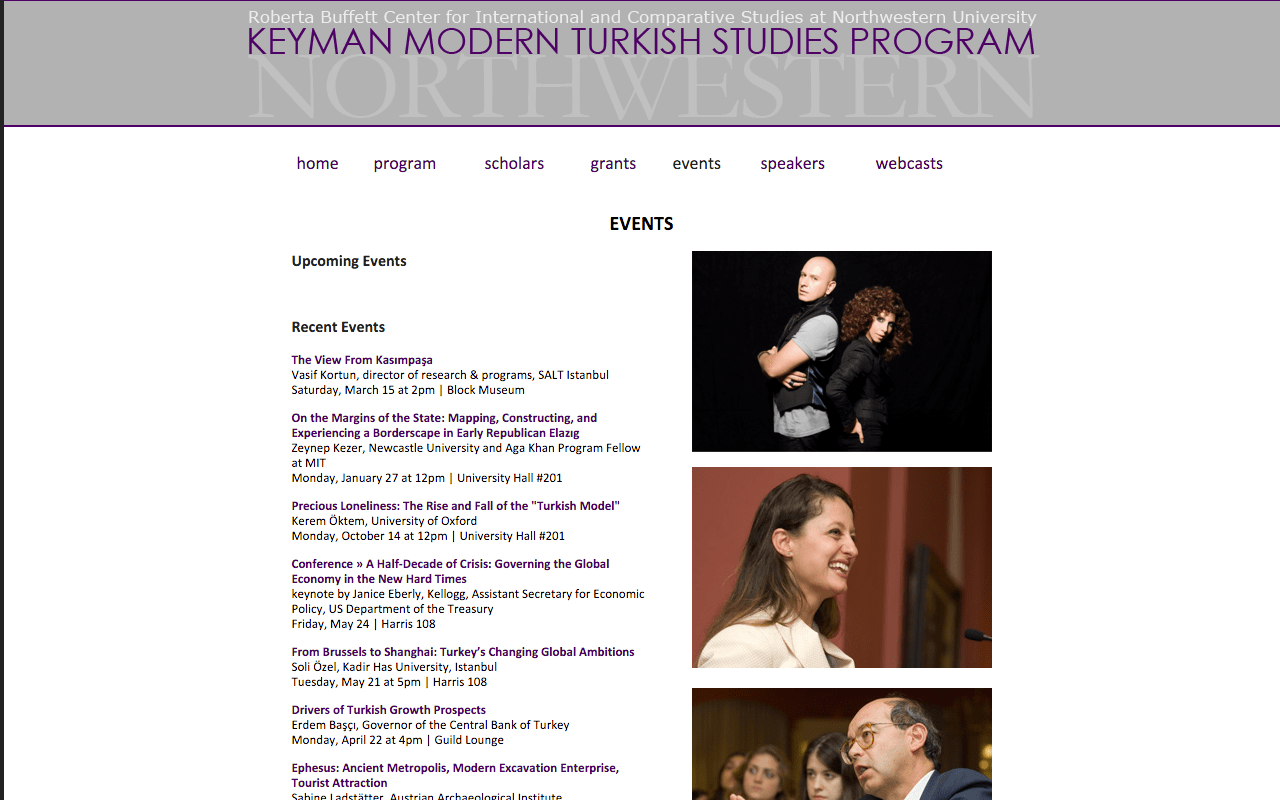 Roberta Buffett Center for International and Comparative Studies at Northwestern University
KEYMAN MODERN TURKISH STUDIES PROGRAM
NORTHWESTERN
home program scholars grants events speakers webcasts
EVENTS
Upcoming Events
Recent Events
The View From Kasımpaşa
Vasif Kortun, director of research & programs, SALT Istanbul
Saturday, March 15 at 2pm | Block Museum
On the Margins of the State: Mapping, Constructing, and
Experiencing a Borderscape in Early Republican Elazıg
Zeynep Kezer, Newcastle University and Aga Khan Program Fellow
at MIT
Monday, January 27 at 12pm | University Hall #201
Precious Loneliness: The Rise and Fall of the "Turkish Model"
Kerem Öktem, University of Oxford
Monday, October 14 at 12pm | University Hall #201
Conference » A Half-Decade of Crisis: Governing the Global
Economy in the New Hard Times
keynote by Janice Eberly, Kellogg, Assistant Secretary for Economic
Policy, US Department of the Treasury
Friday, May 24 | Harris 108
From Brussels to Shanghai: Turkey’s Changing Global Ambitions
Soli Özel, Kadir Has University, Istanbul
Tuesday, May 21 at 5pm | Harris 108
Drivers of Turkish Growth Prospects
Erdem Başçı, Governor of the Central Bank of Turkey
Monday, April 22 at 4pm | Guild Lounge
Ephesus: Ancient Metropolis, Modern Excavation Enterprise,
Tourist Attraction
Sabine Ladstätter, Austrian Archaeological Institute